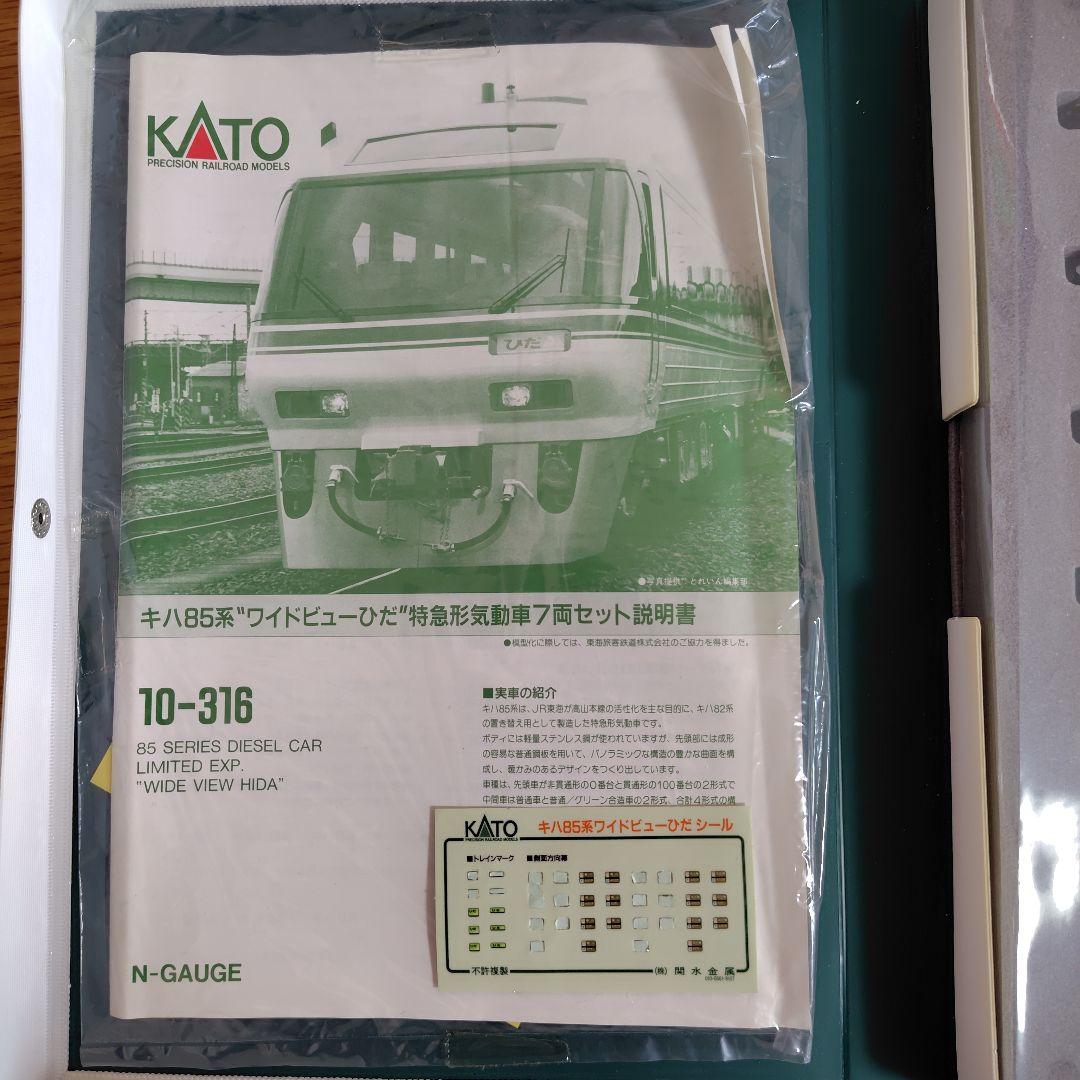 KATO
PRECISION RAILROAD MODELS
ひだ
●写真提供:とれいん編集部
キハ85系"ワイドビューひだ"特急形気動車7両セット説明書
●模型化に際しては、東海旅客鉄道株式会社のご協力を得ました。
10-316
85 SERIES DIESEL CAR
LIMITED EXP.
"WIDE VIEW HIDA"
■実車の紹介
キハ85系は、JR東海が高山本線の活性化を主な目的に、キハ82系
の置き替え用として製造した特急形気動車です。
ボディには軽量ステンレス鋼が使われていますが、先頭部には成形
の容易な普通鋼板を用いて、パノラミックな構造の豊かな曲面を構
成し、暖かみのあるデザインをつくり出しています。
車種は、先頭車が非貫通形の0番台と貫通形の100番台の2形式で
中間車は普通車と普通/グリーン合造車の2形式、合計4形式の構
KATO
PRECISION RAILROAD MODELS
キハ85系ワイドビューひだ シール
■トレインマーク
■側面方向幕
不許複製
(株) 関水金属
N-GAUGE